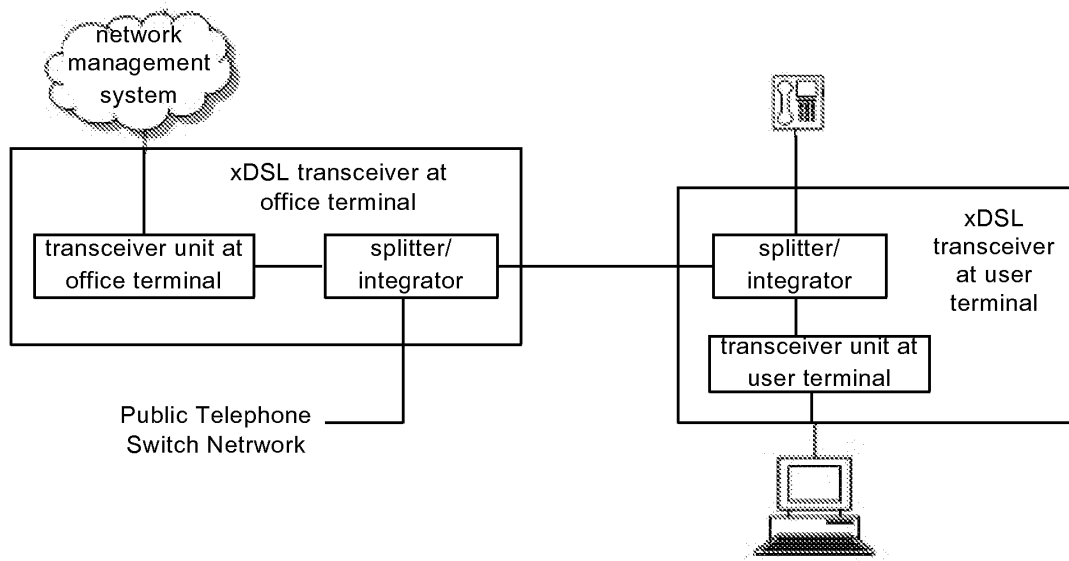 network
management
system
xDSL transceiver at
office terminal
transceiver unit at
office terminal
splitter/
integrator
Public Telephone
Switch Netrwork
xDSL
transceiver
at user
terminal
splitter/
integrator
transceiver unit at
user terminal